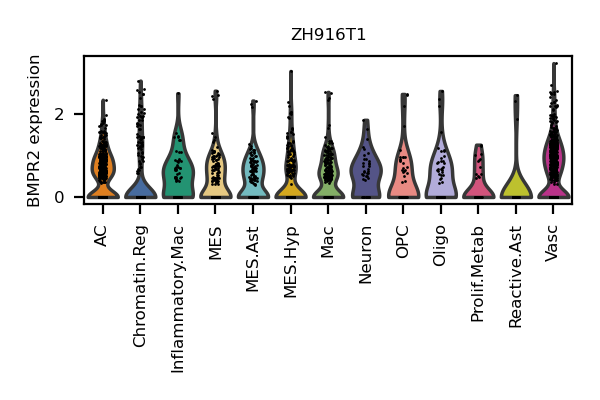 ZH916T1
BMPR2 expression
2
0
AC
Chromatin.Reg
Inflammatory.Mac
MES
MES.Ast
MES.Hyp
Mac
Neuron
OPC
Oligo
Prolif.Metab
Reactive.Ast
Vasc